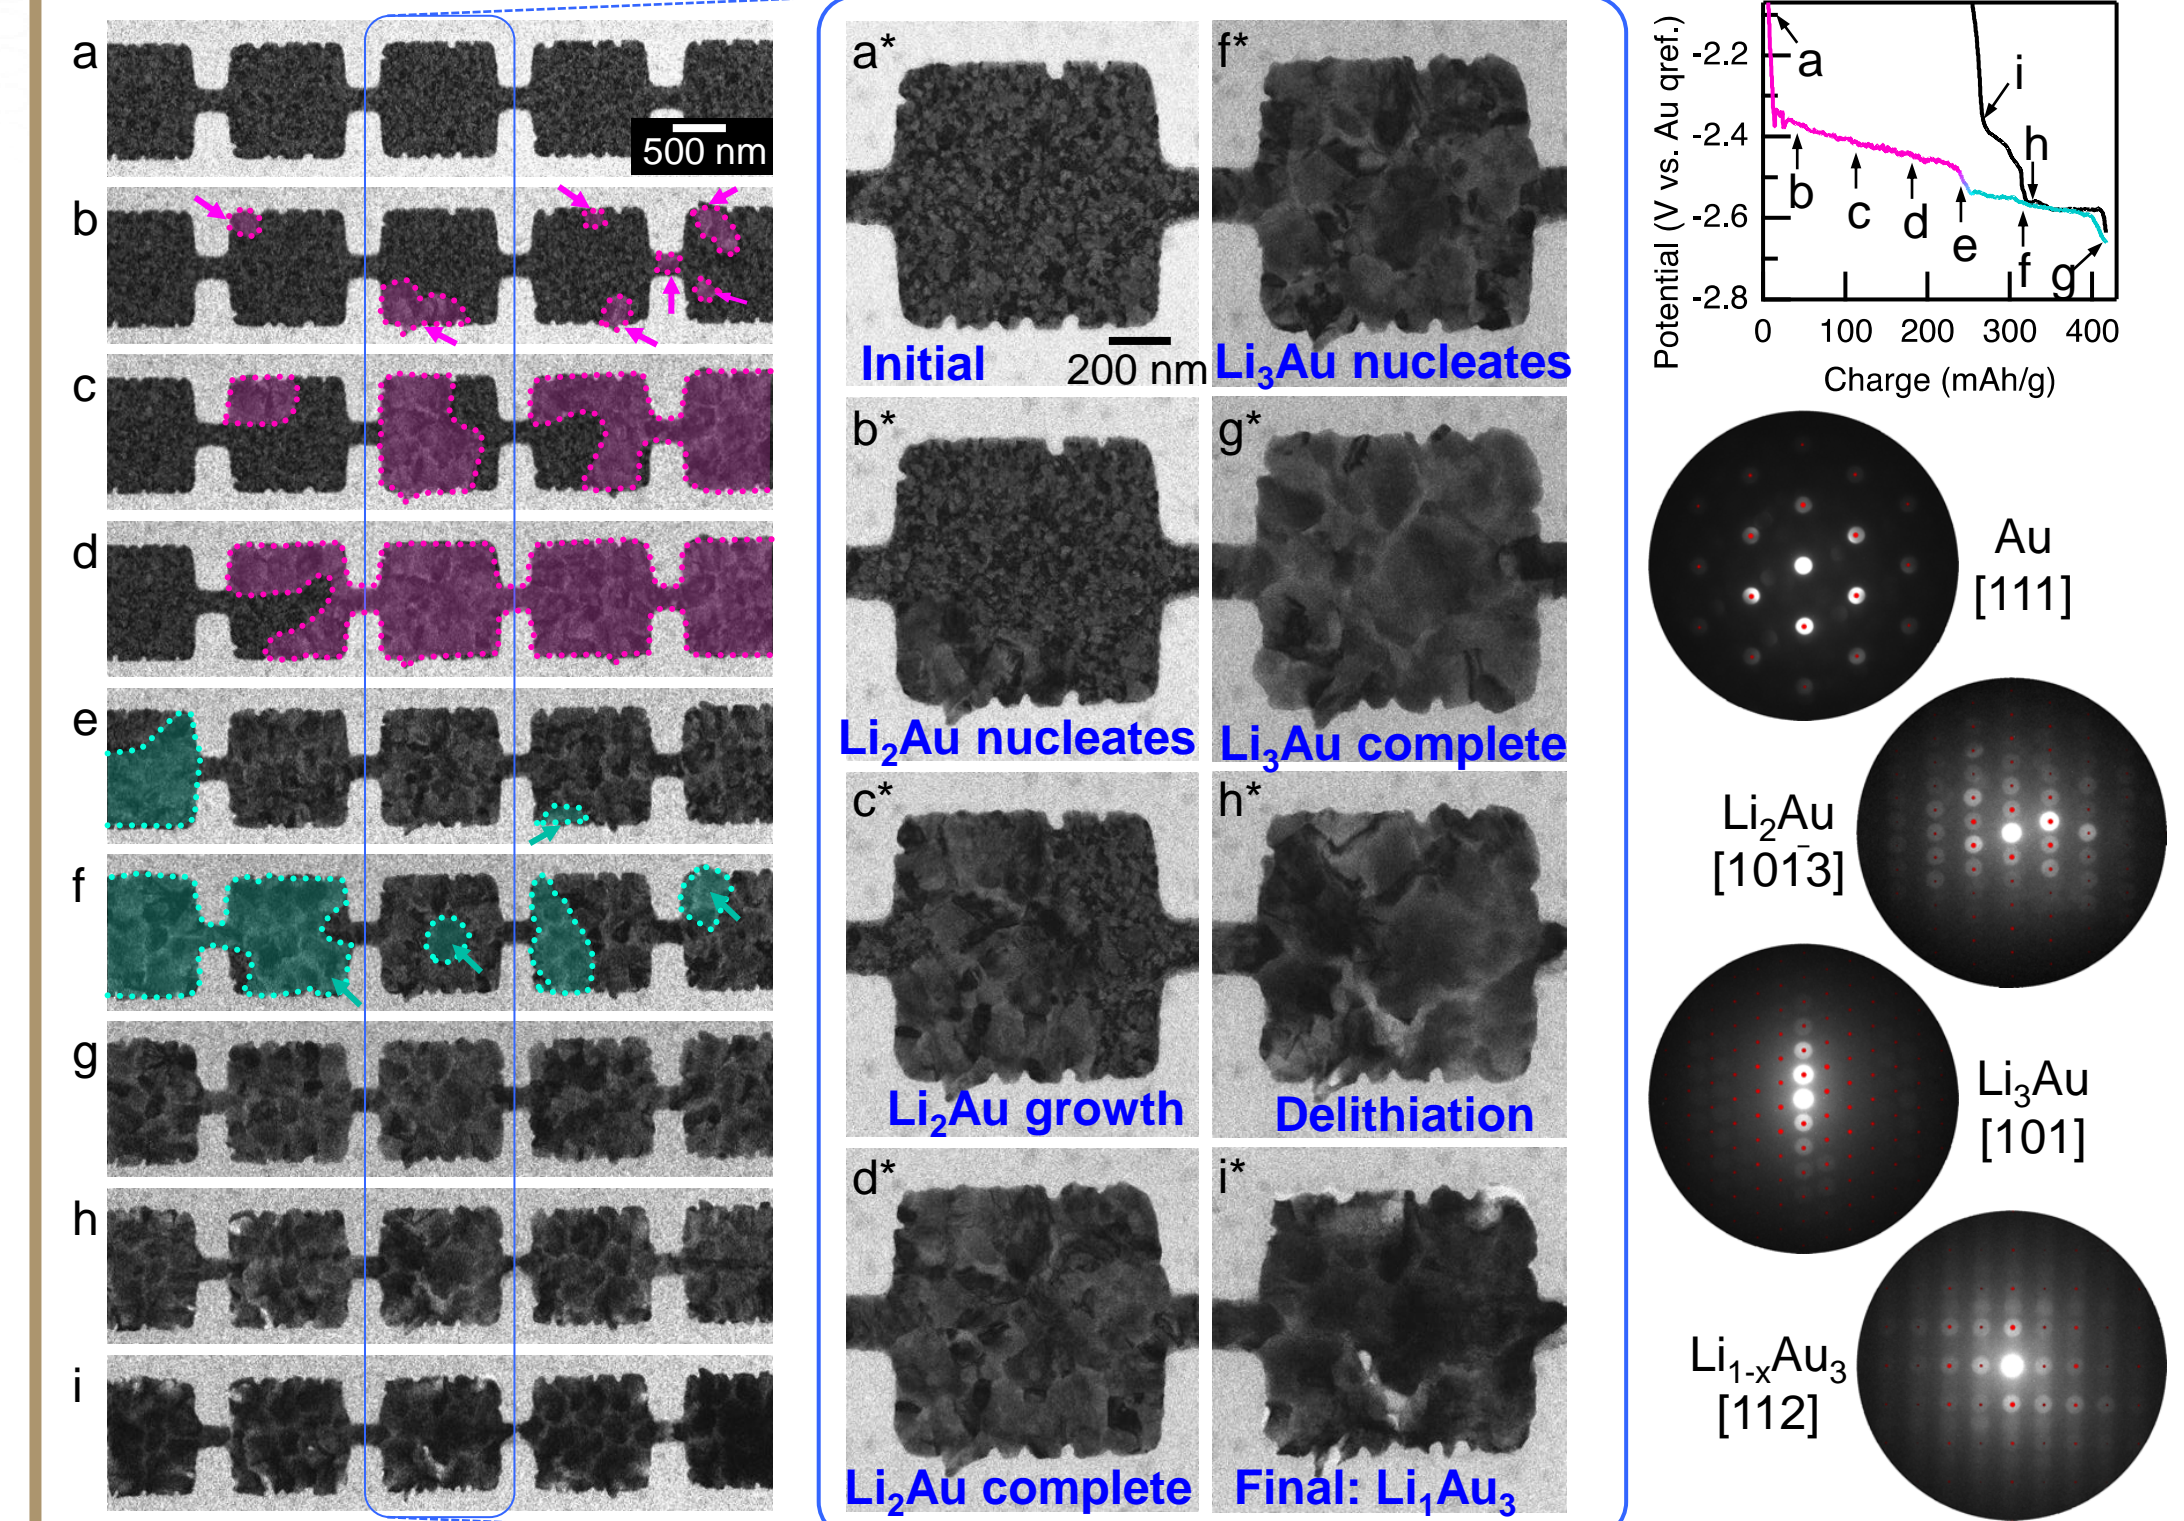 a
500 nm
b
c
d
e
f
g
h
i
a*
Initial
200 nm
b*
Li₂Au nucleates
c*
Li₂Au growth
d*
Li₂Au complete
f*
Li₃Au nucleates
g*
Li₃Au complete
h*
Delithiation
i*
Final: Li₁Au₃
Potential (V vs. Au qref.)
-2.2
-2.4
-2.6
-2.8
0 100 200 300 400
Charge (mAh/g)
a
b
c
d
e
f
g
h
i
Au
[111]
Li₂Au
[101̄3]
Li₃Au
[101]
Li₁₋ₓAu₃
[112]